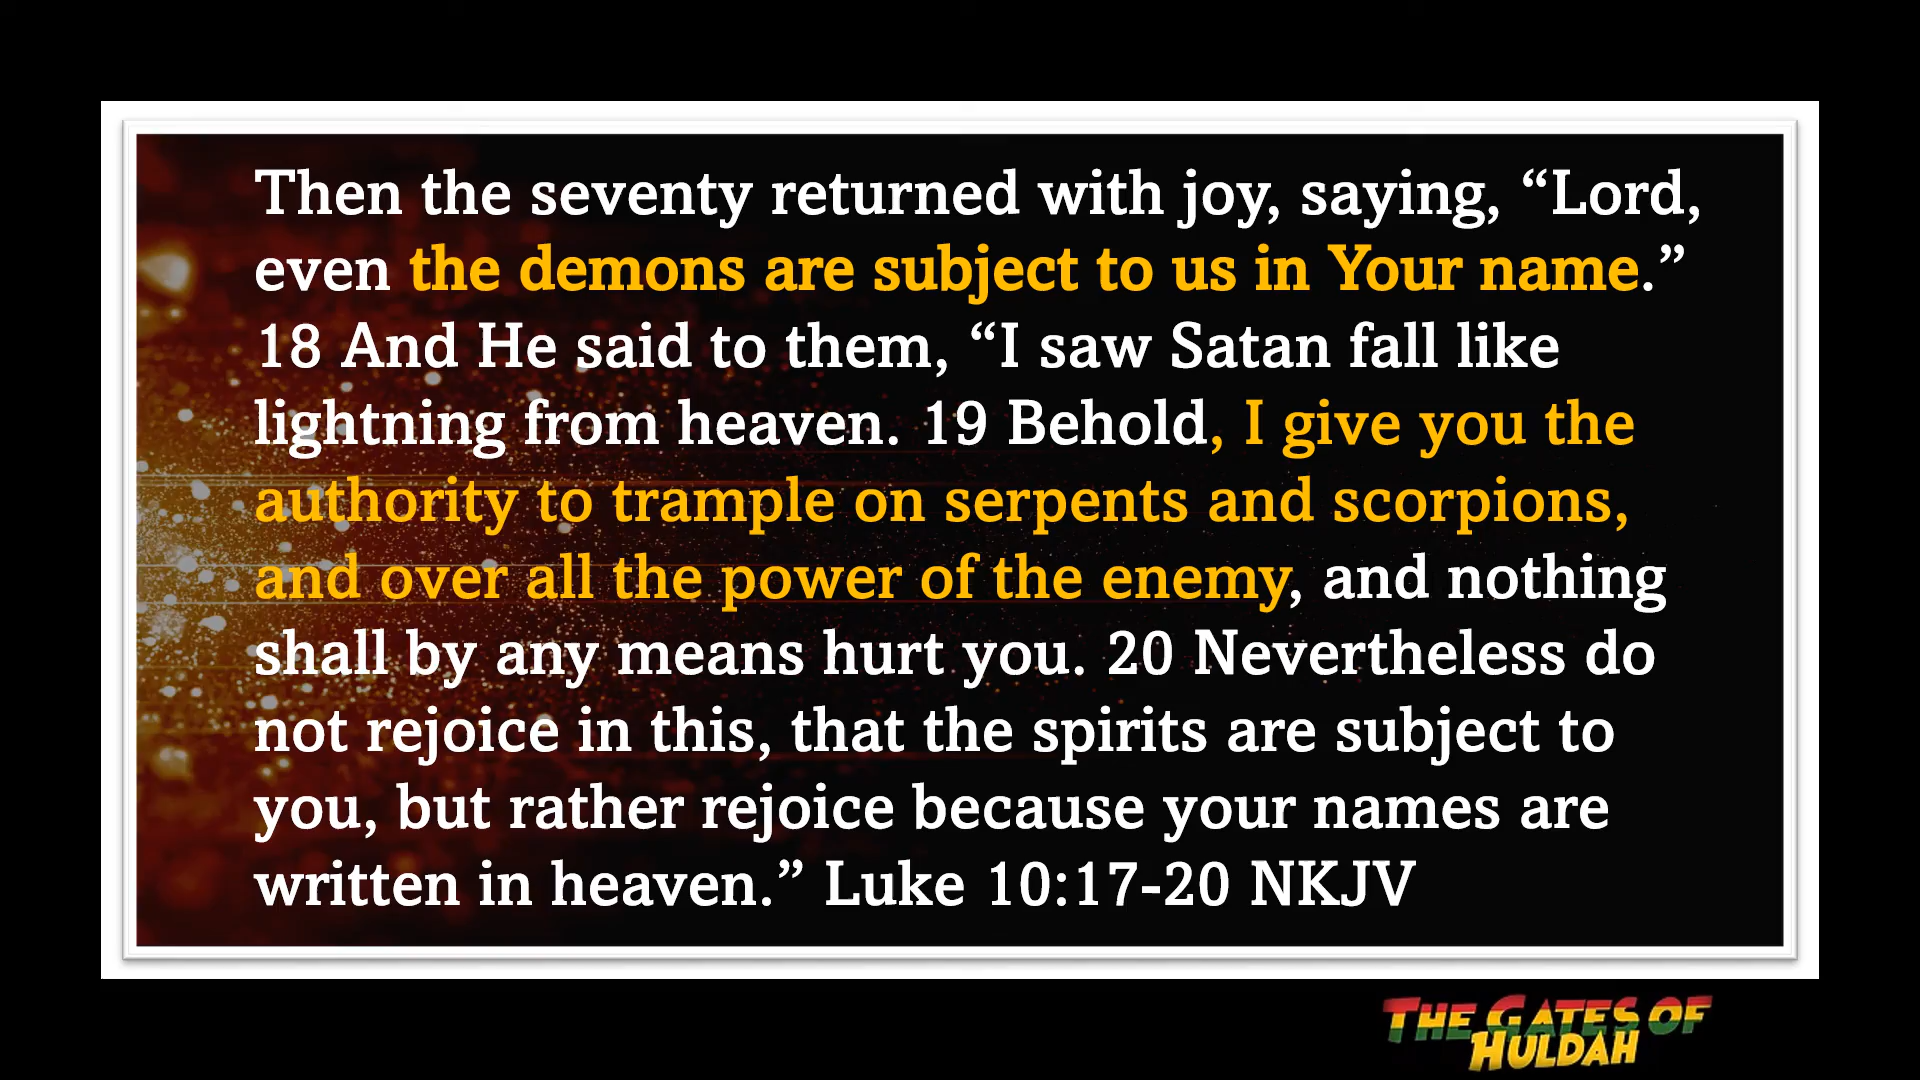 Then the seventy returned with joy, saying, “Lord,
even the demons are subject to us in Your name.”
18 And He said to them, “I saw Satan fall like
lightning from heaven. 19 Behold, I give you the
authority to trample on serpents and scorpions,
and over all the power of the enemy, and nothing
shall by any means hurt you. 20 Nevertheless do
not rejoice in this, that the spirits are subject to
you, but rather rejoice because your names are
written in heaven.” Luke 10:17-20 NKJV
THE GATES OF
HULDAH